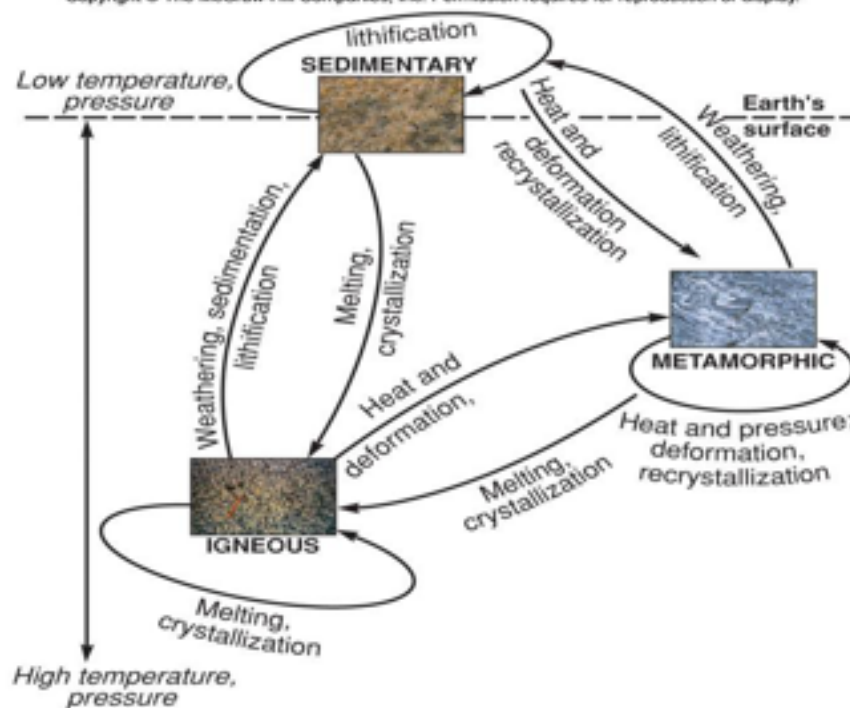 lithification
SEDIMENTARY
Low temperature,
pressure
Earth's
surface
Heat and
deformation
recrystallization
Weathering,
lithification
Weathering, sedimentation,
lithification
Melting,
crystallization
METAMORPHIC
Heat and
deformation,
Heat and pressure;
deformation,
recrystallization
Melting,
crystallization
IGNEOUS
Melting,
crystallization
High temperature,
pressure